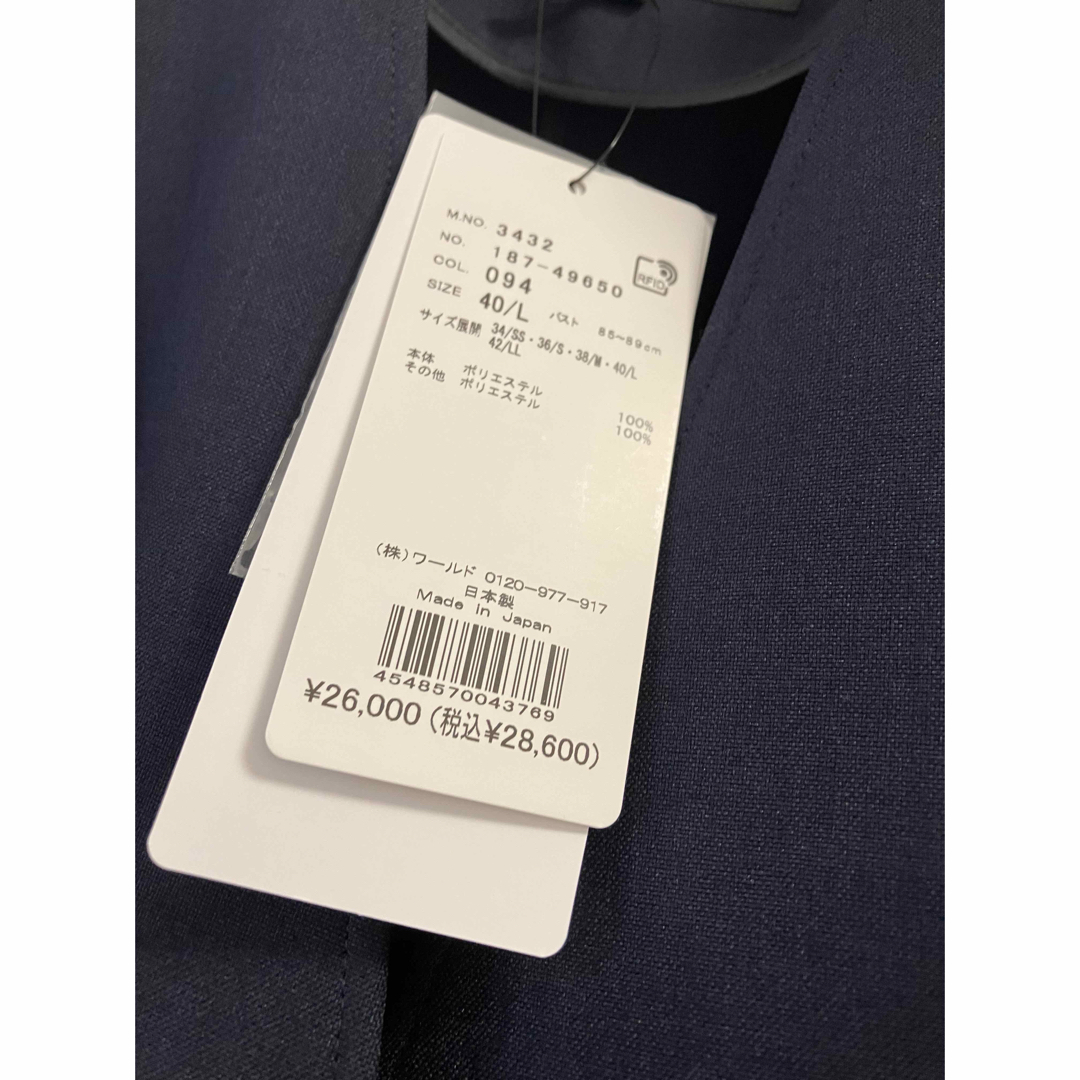 M.NO. 3432
NO. 187-49650
RFID
COL. 094
SIZE 40/L バスト 85~89cm
サイズ展開 34/SS・36/S・38/M・40/L
42/LL
本体 ポリエステル 100%
その他 ポリエステル 100%
(株)ワールド 0120-977-917
日本製
Made in Japan
4548570043769
¥26,000(税込¥28,600)